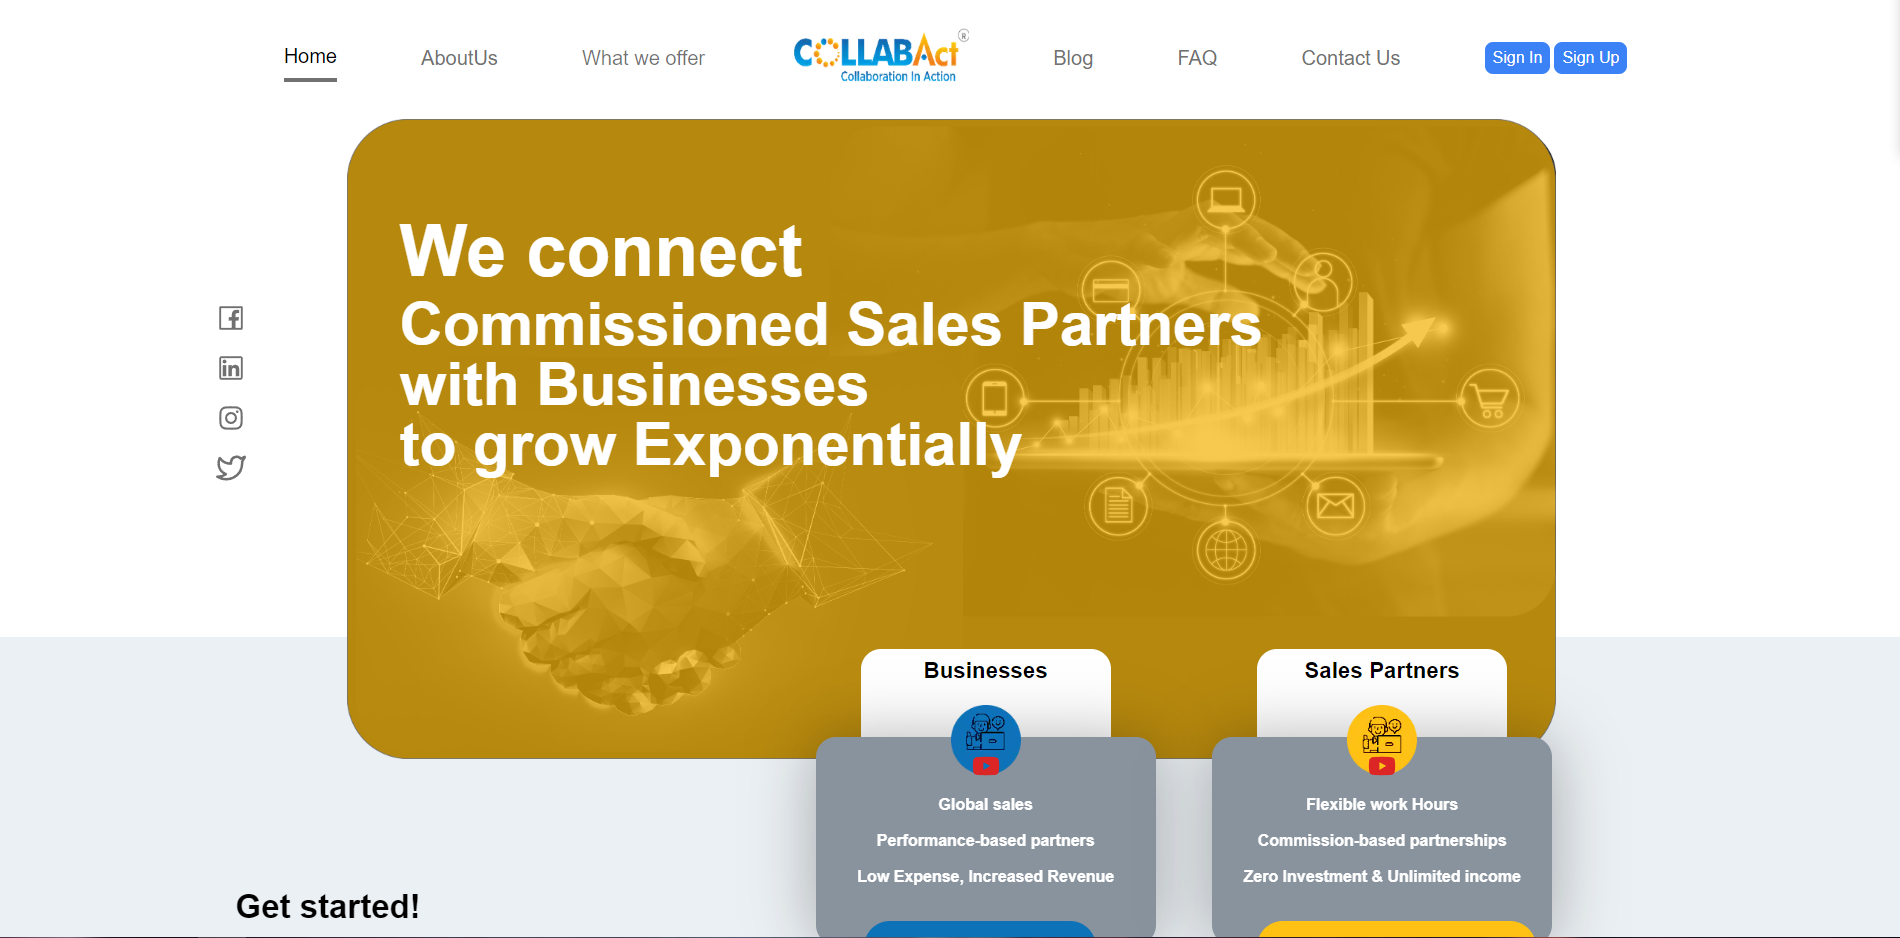 Home
AboutUs
What we offer
COLLABAct®
Collaboration In Action
Blog
FAQ
Contact Us
Sign In
Sign Up
We connect
Commissioned Sales Partners
with Businesses
to grow Exponentially
Businesses
Global sales
Performance-based partners
Low Expense, Increased Revenue
Sales Partners
Flexible work Hours
Commission-based partnerships
Zero Investment & Unlimited income
Get started!